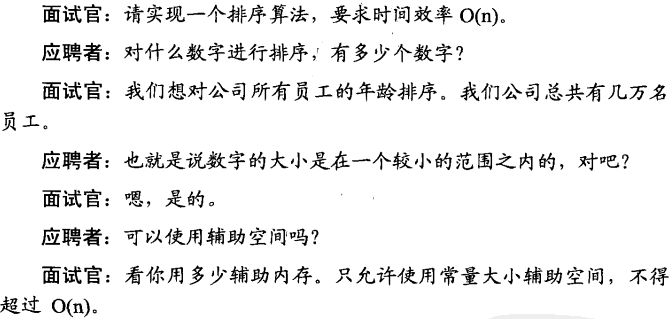 面试官：请实现一个排序算法，要求时间效率 O(n)。
应聘者：对什么数字进行排序，有多少个数字？
面试官：我们想对公司所有员工的年龄排序。我们公司总共有几万名
员工。
应聘者：也就是说数字的大小是在一个较小的范围之内的，对吧？
面试官：嗯，是的。
应聘者：可以使用辅助空间吗？
面试官：看你用多少辅助内存。只允许使用常量大小辅助空间，不得
超过 O(n)。